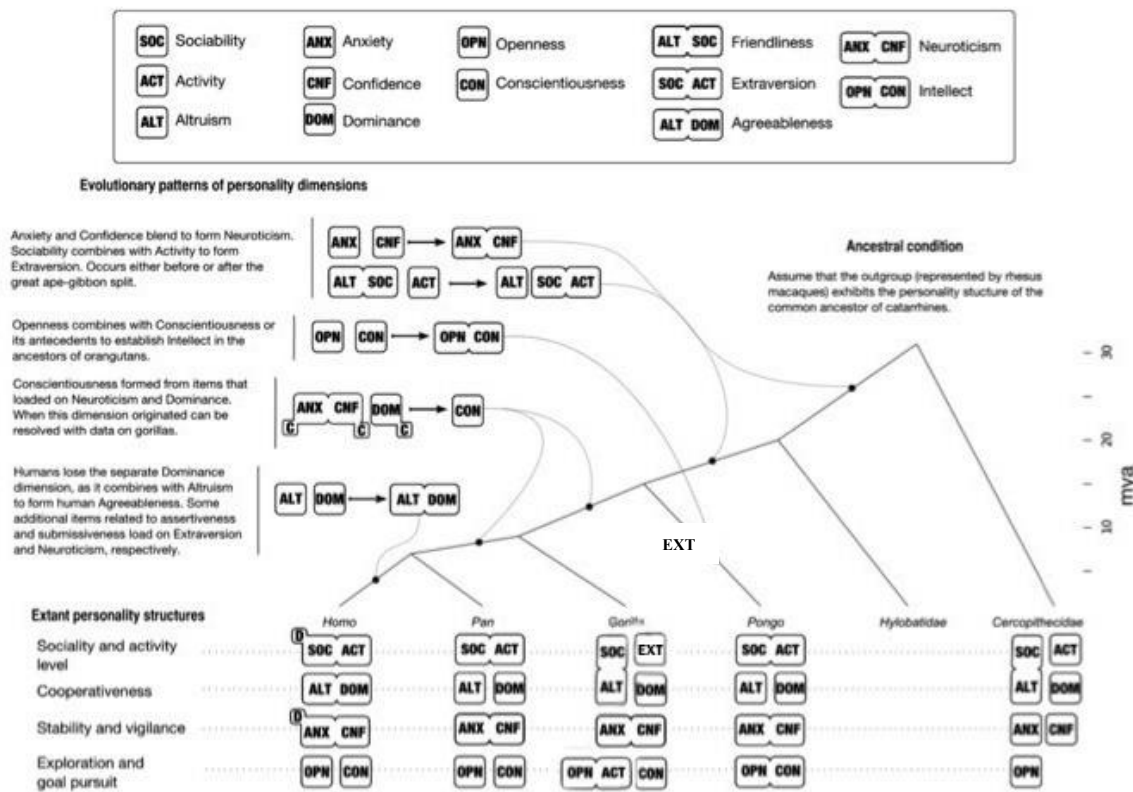 SOC Sociability
ANX Anxiety
OPN Openness
ALT SOC Friendliness
ANX CNF Neuroticism
ACT Activity
CNF Confidence
CON Conscientiousness
SOC ACT Extraversion
OPN CON Intellect
ALT Altruism
DOM Dominance
ALT DOM Agreeableness
Evolutionary patterns of personality dimensions
Anxiety and Confidence blend to form Neuroticism.
Sociability combines with Activity to form
Extraversion. Occurs either before or after the
great ape-gibbon split.
ANX CNF ANX CNF
ALT SOC ACT ALT SOC ACT
Ancestral condition
Assume that the outgroup (represented by rhesus
macaques) exhibits the personality stucture of the
common ancestor of catarrhines.
Openness combines with Conscientiousness or
its antecedents to establish Intellect in the
ancestors of orangutans.
OPN CON OPN CON
Conscientiousness formed from items that
loaded on Neuroticism and Dominance.
When this dimension originated can be
resolved with data on gorillas.
ANX CNF DOM CON
C C C
Humans lose the separate Dominance
dimension, as it combines with Altruism
to form human Agreeableness. Some
additional items related to assertiveness
and submissiveness load on Extraversion
and Neuroticism, respectively.
ALT DOM ALT DOM
EXT
30
20
10
mya
Extant personality structures
Homo Pan Gorilla Pongo Hylobatidae Cercopithecidae
Sociality and activity
level
D SOC ACT SOC ACT SOC EXT SOC ACT SOC ACT
Cooperativeness ALT DOM ALT DOM ALT DOM ALT DOM ALT DOM
Stability and vigilance D ANX CNF ANX CNF ANX CNF ANX CNF ANX CNF
Exploration and
goal pursuit
OPN CON OPN CON OPN ACT CON OPN CON OPN